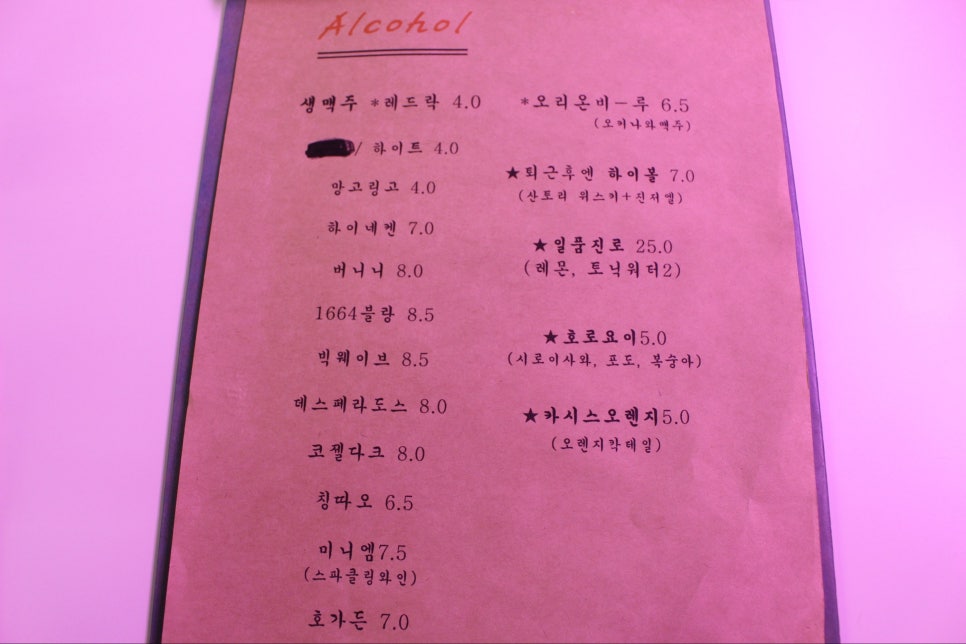 Alcohol
생맥주 *레드락 4.0
/ 하이트 4.0
망고링고 4.0
하이네켄 7.0
버니니 8.0
1664블랑 8.5
빅웨이브 8.5
데스페라도스 8.0
코젤다크 8.0
칭따오 6.5
미니엠7.5
(스파클링와인)
호가든 7.0
*오리온비-루 6.5
(오키나와맥주)
★퇴근후엔 하이볼 7.0
(산토리 위스키+진저엘)
★일품진로 25.0
(레몬, 토닉워터2)
★호로요이5.0
(시로이사와, 포도, 복숭아)
★카시스오렌지5.0
(오렌지칵테일)